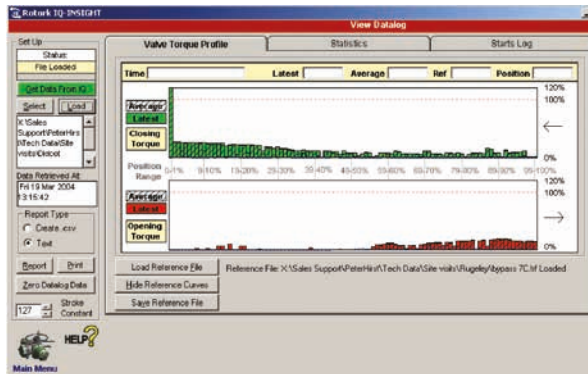 Rotork IQ-INSIGHT
View Datalog
Set Up
Status:
File Loaded
Get Data From IQ
Select Load
X:\Sales
Support\PeterHirs
t\Tech Data\Site
visits\Didcot
Data Retrieved At:
Fri 19 Mar 2004
13:15:42
Report Type
Create .csv
Text
Report Print
Zero Datalog Data
127 Stroke Constant
Main Menu
HELP?
Valve Torque Profile Statistics Starts Log
Time Latest Average Ref Position
Average
Latest
Closing
Torque
120%
100%
0%
Position
Range
0-1% 9-10% 19-20% 29-30% 39-40% 49-50% 59-60% 69-70% 79-80% 89-90% 99-100%
Average
Latest
Opening
Torque
120%
100%
0%
Load Reference File
Reference File: X:\Sales Support\PeterHirst\Tech Data\Site visits\Rugeley\bypass 7C.hf Loaded
Hide Reference Curves
Save Reference File